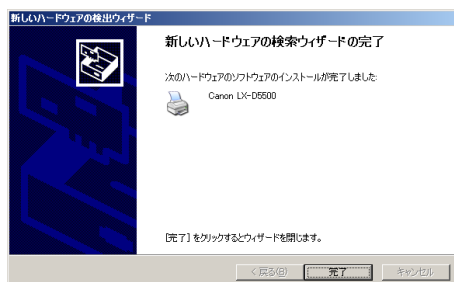 新しいハードウェアの検出ウィザード
新しいハードウェアの検索ウィザードの完了
次のハードウェアのソフトウェアのインストールが完了しました:
Canon LX-D5500
[完了] をクリックするとウィザードを閉じます。
< 戻る(B)
完了
キャンセル